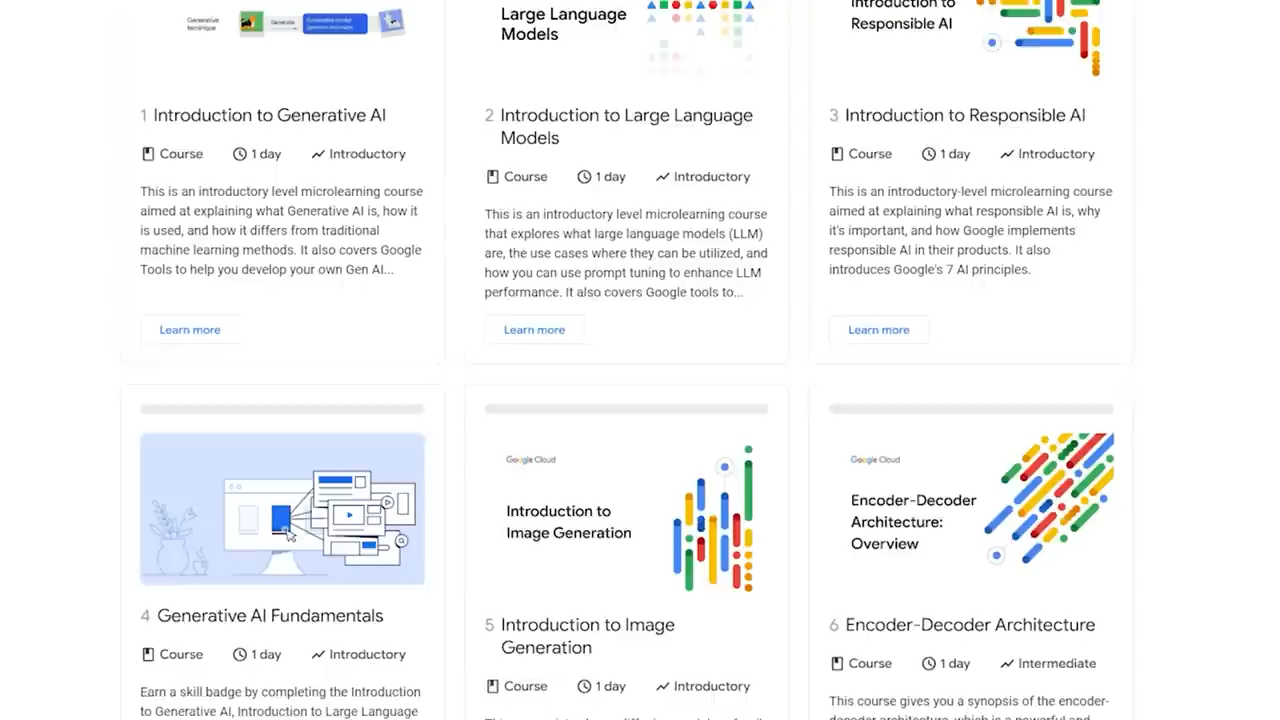 Generative
technique
Generate
Large Language
Models
Introduction to
Responsible AI
1 Introduction to Generative AI
Course 1 day Introductory
This is an introductory level microlearning course
aimed at explaining what Generative AI is, how it
is used, and how it differs from traditional
machine learning methods. It also covers Google
Tools to help you develop your own Gen AI...
Learn more
2 Introduction to Large Language
Models
Course 1 day Introductory
This is an introductory level microlearning course
that explores what large language models (LLM)
are, the use cases where they can be utilized, and
how you can use prompt tuning to enhance LLM
performance. It also covers Google tools to...
Learn more
3 Introduction to Responsible AI
Course 1 day Introductory
This is an introductory-level microlearning course
aimed at explaining what responsible AI is, why
it's important, and how Google implements
responsible AI in their products. It also
introduces Google's 7 AI principles.
Learn more
4 Generative AI Fundamentals
Course 1 day Introductory
Earn a skill badge by completing the Introduction
to Generative AI, Introduction to Large Language
Google Cloud
Introduction to
Image Generation
5 Introduction to Image
Generation
Course 1 day Introductory
Google Cloud
Encoder-Decoder
Architecture:
Overview
6 Encoder-Decoder Architecture
Course 1 day Intermediate
This course gives you a synopsis of the encoder-